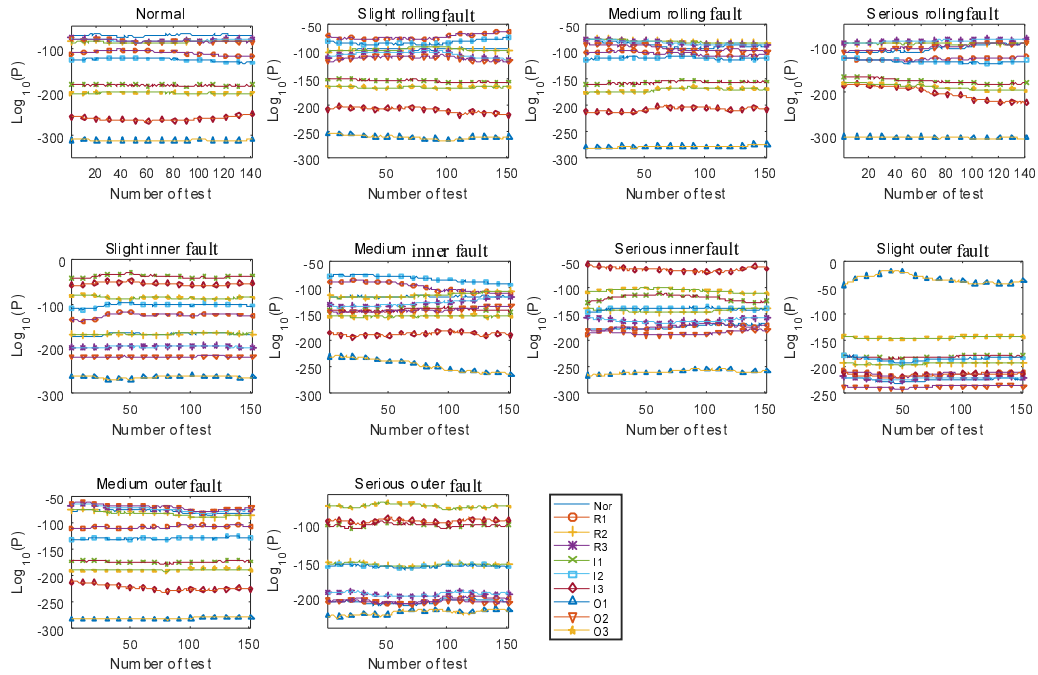 Normal
Log10(P)
-100
-150
-200
-250
-300
20 40 60 80 100 120 140
Number of test
Slight rolling fault
Log10(P)
-50
-100
-150
-200
-250
-300
50 100 150
Number of test
Medium rolling fault
Log10(P)
-50
-100
-150
-200
-250
-300
50 100 150
Number of test
Serious rolling fault
Log10(P)
-100
-200
-300
20 40 60 80 100 120 140
Number of test
Slight inner fault
Log10(P)
0
-100
-200
-300
50 100 150
Number of test
Medium inner fault
Log10(P)
-50
-100
-150
-200
-250
-300
50 100 150
Number of test
Serious inner fault
Log10(P)
-50
-100
-150
-200
-250
-300
50 100 150
Number of test
Slight outer fault
Log10(P)
0
-50
-100
-150
-200
-250
50 100 150
Number of test
Medium outer fault
Log10(P)
-50
-100
-150
-200
-250
-300
50 100 150
Number of test
Serious outer fault
Log10(P)
-100
-200
50 100 150
Number of test
Nor
R1
R2
R3
I1
I2
I3
O1
O2
O3